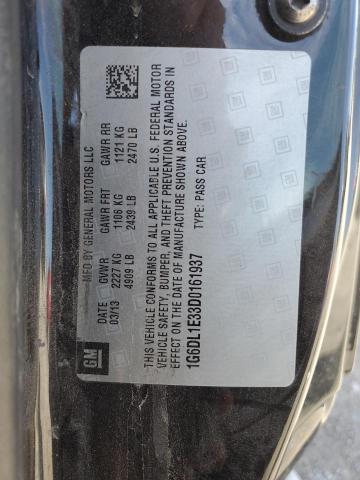 GM
MFD BY GENERAL MOTORS LLC
DATE GVWR GAWR FRT GAWR RR
03/13 2227 KG 1106 KG 1121 KG
4909 LB 2439 LB 2470 LB
THIS VEHICLE CONFORMS TO ALL APPLICABLE U.S. FEDERAL MOTOR
VEHICLE SAFETY, BUMPER, AND THEFT PREVENTION STANDARDS IN
EFFECT ON THE DATE OF MANUFACTURE SHOWN ABOVE.
TYPE: PASS CAR
1G6DL1E33D0161937